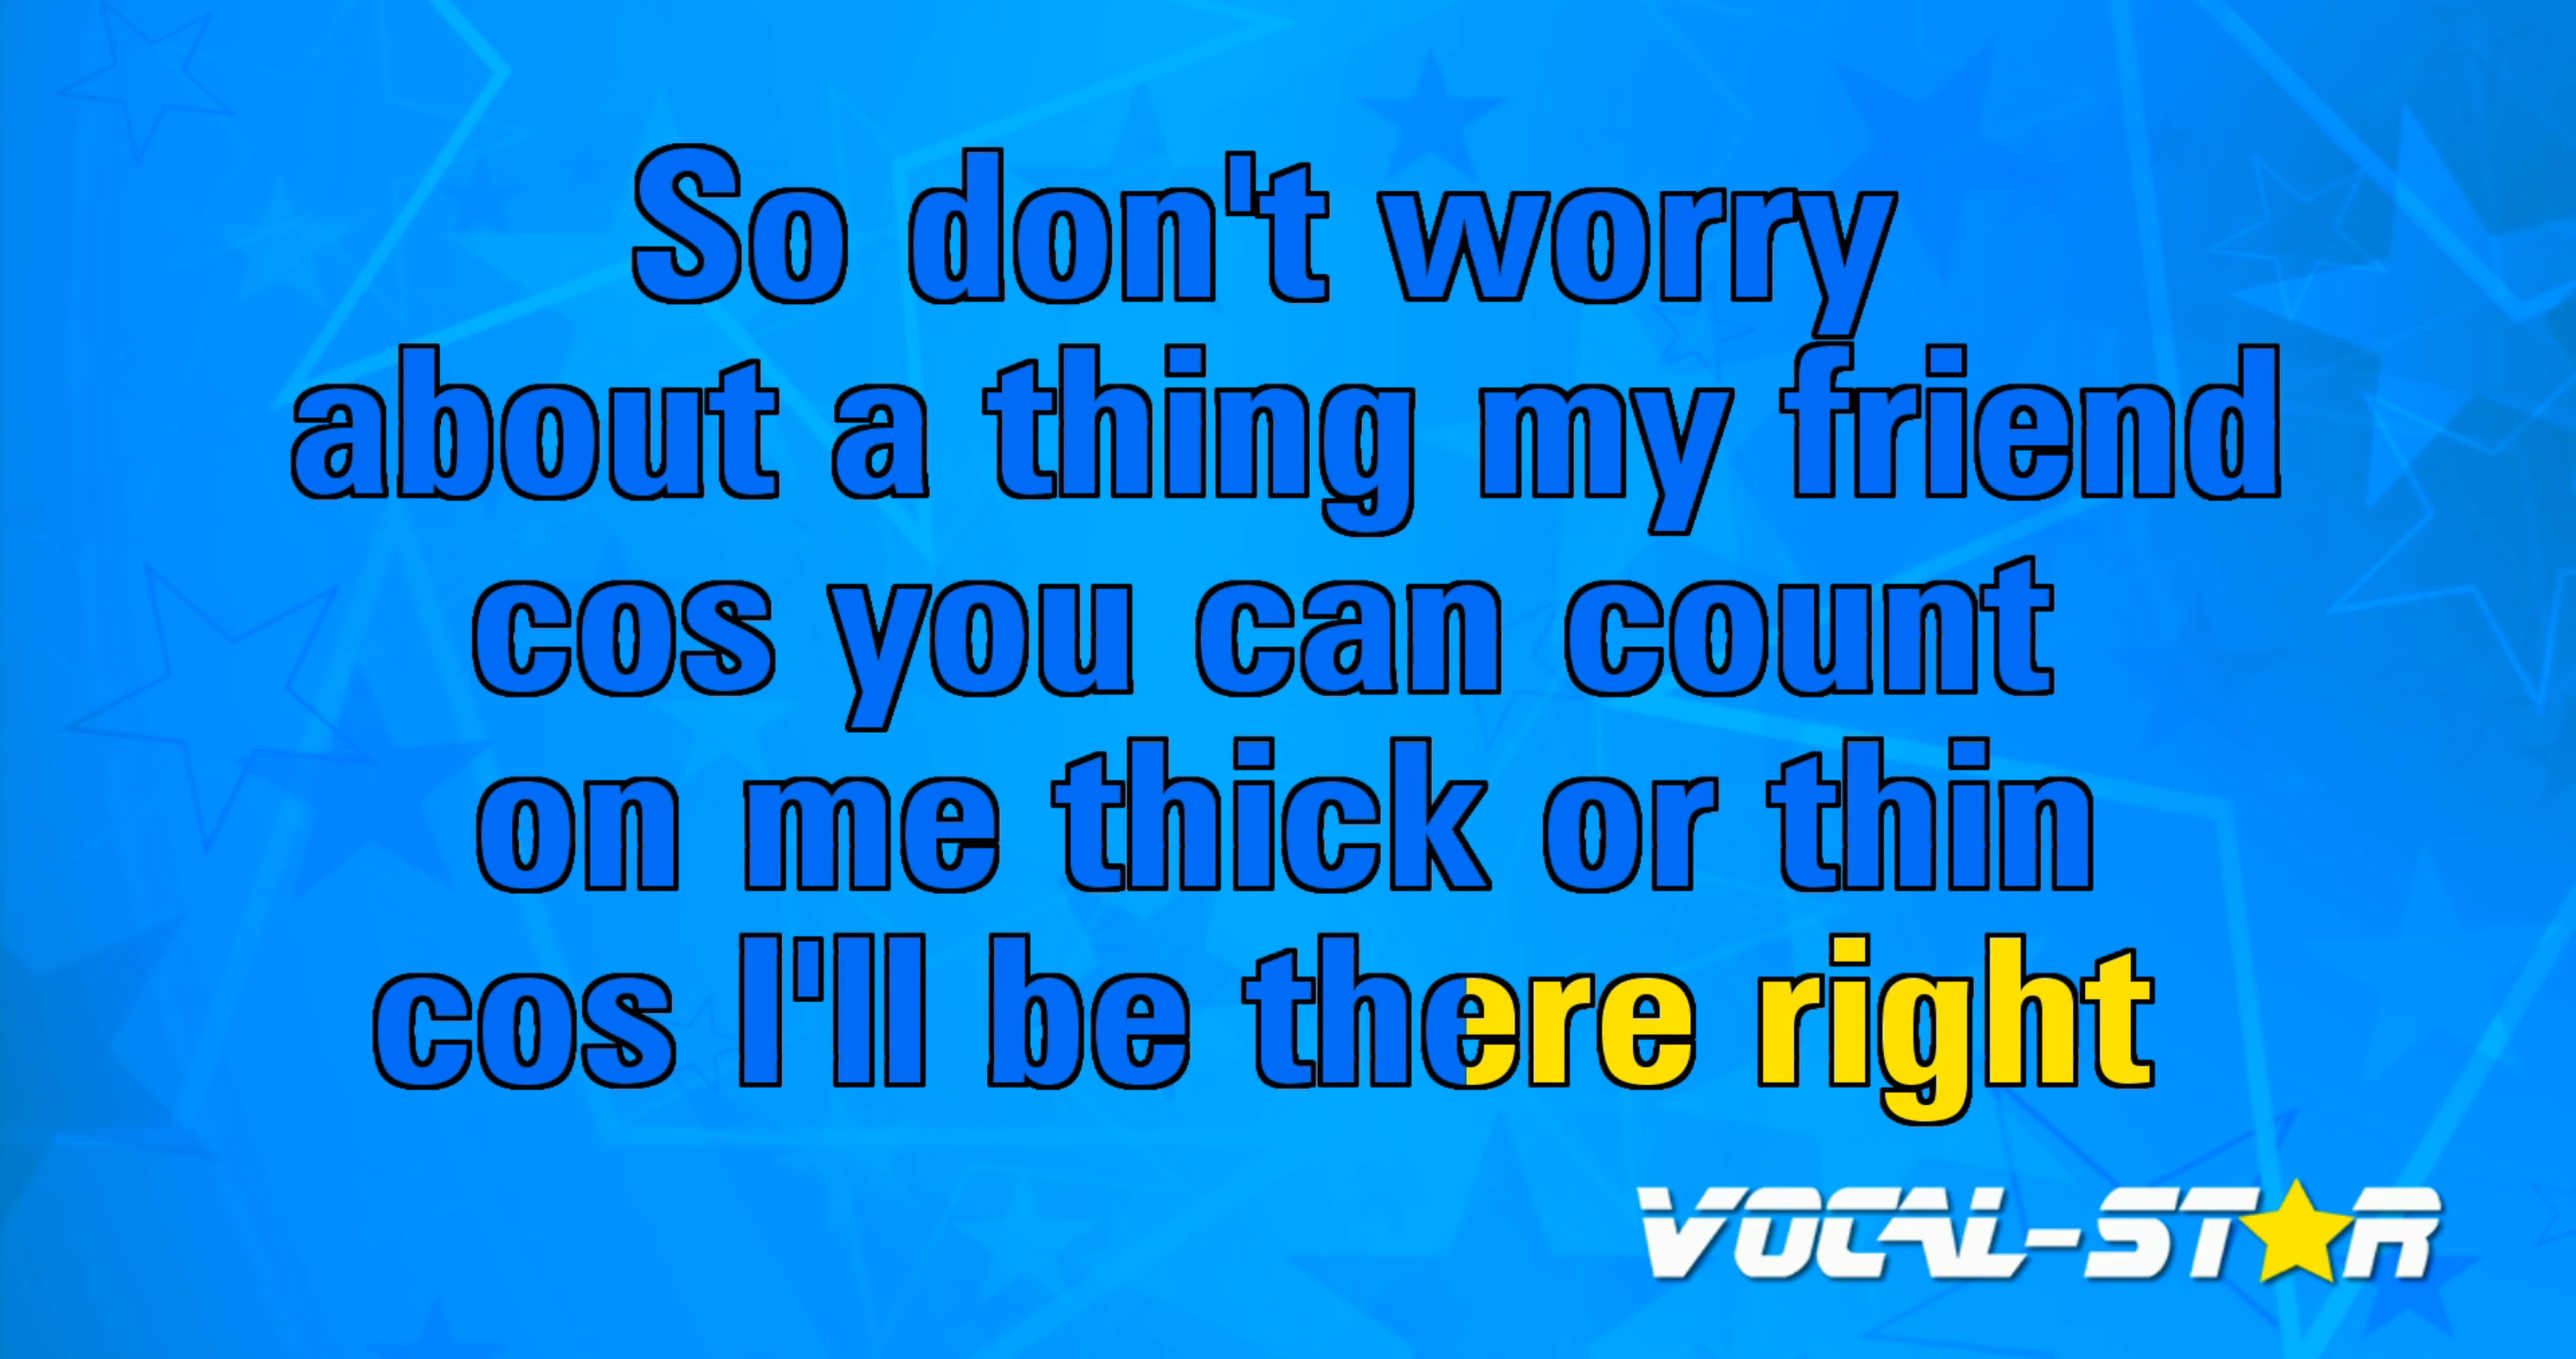 So don't worry
about a thing my friend
cos you can count
on me thick or thin
cos I'll be there right
VOCAL-STAR